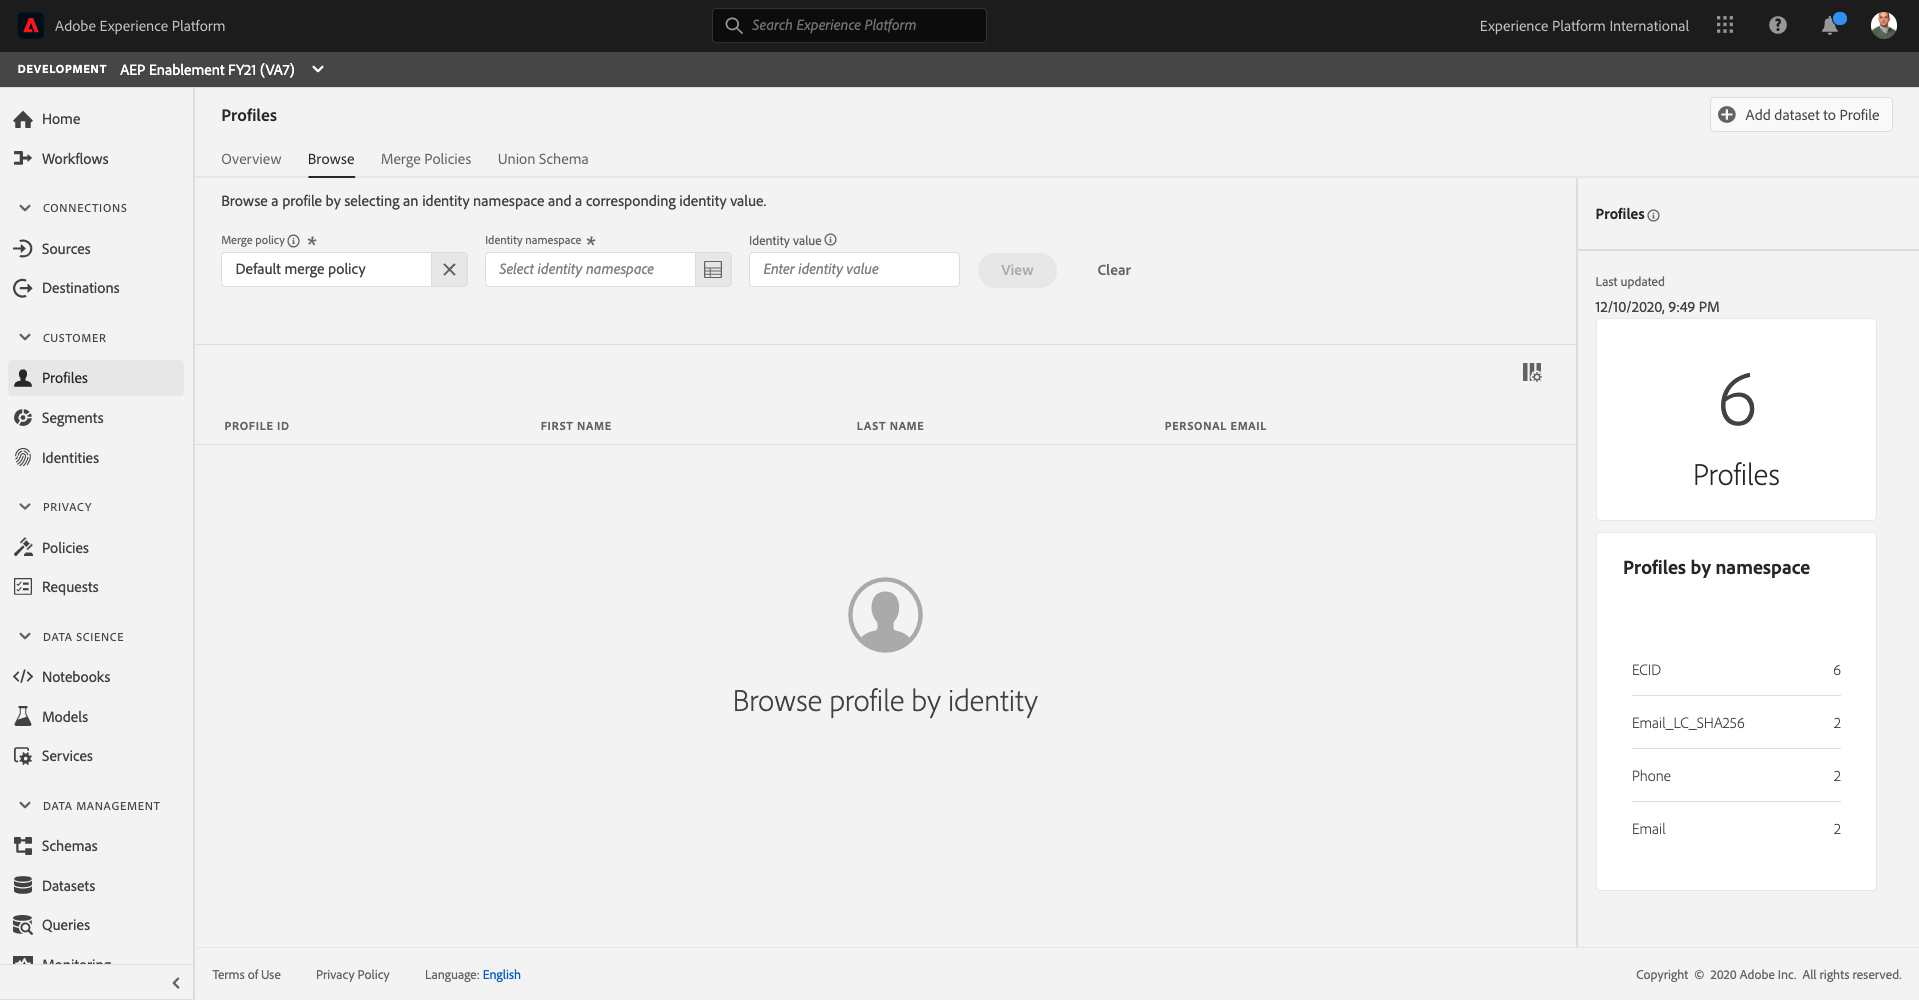 Adobe Experience Platform
Search Experience Platform
Experience Platform International
DEVELOPMENT AEP Enablement FY21 (VA7)
Home
Workflows
CONNECTIONS
Sources
Destinations
CUSTOMER
Profiles
Segments
Identities
PRIVACY
Policies
Requests
DATA SCIENCE
Notebooks
Models
Services
DATA MANAGEMENT
Schemas
Datasets
Queries
Monitoring
Profiles
Add dataset to Profile
Overview Browse Merge Policies Union Schema
Browse a profile by selecting an identity namespace and a corresponding identity value.
Merge policy * Identity namespace * Identity value
Default merge policy Select identity namespace Enter identity value View Clear
PROFILE ID FIRST NAME LAST NAME PERSONAL EMAIL
Browse profile by identity
Profiles
Last updated
12/10/2020, 9:49 PM
6
Profiles
Profiles by namespace
ECID 6
Email_LC_SHA256 2
Phone 2
Email 2
Terms of Use Privacy Policy Language: English
Copyright © 2020 Adobe Inc. All rights reserved.